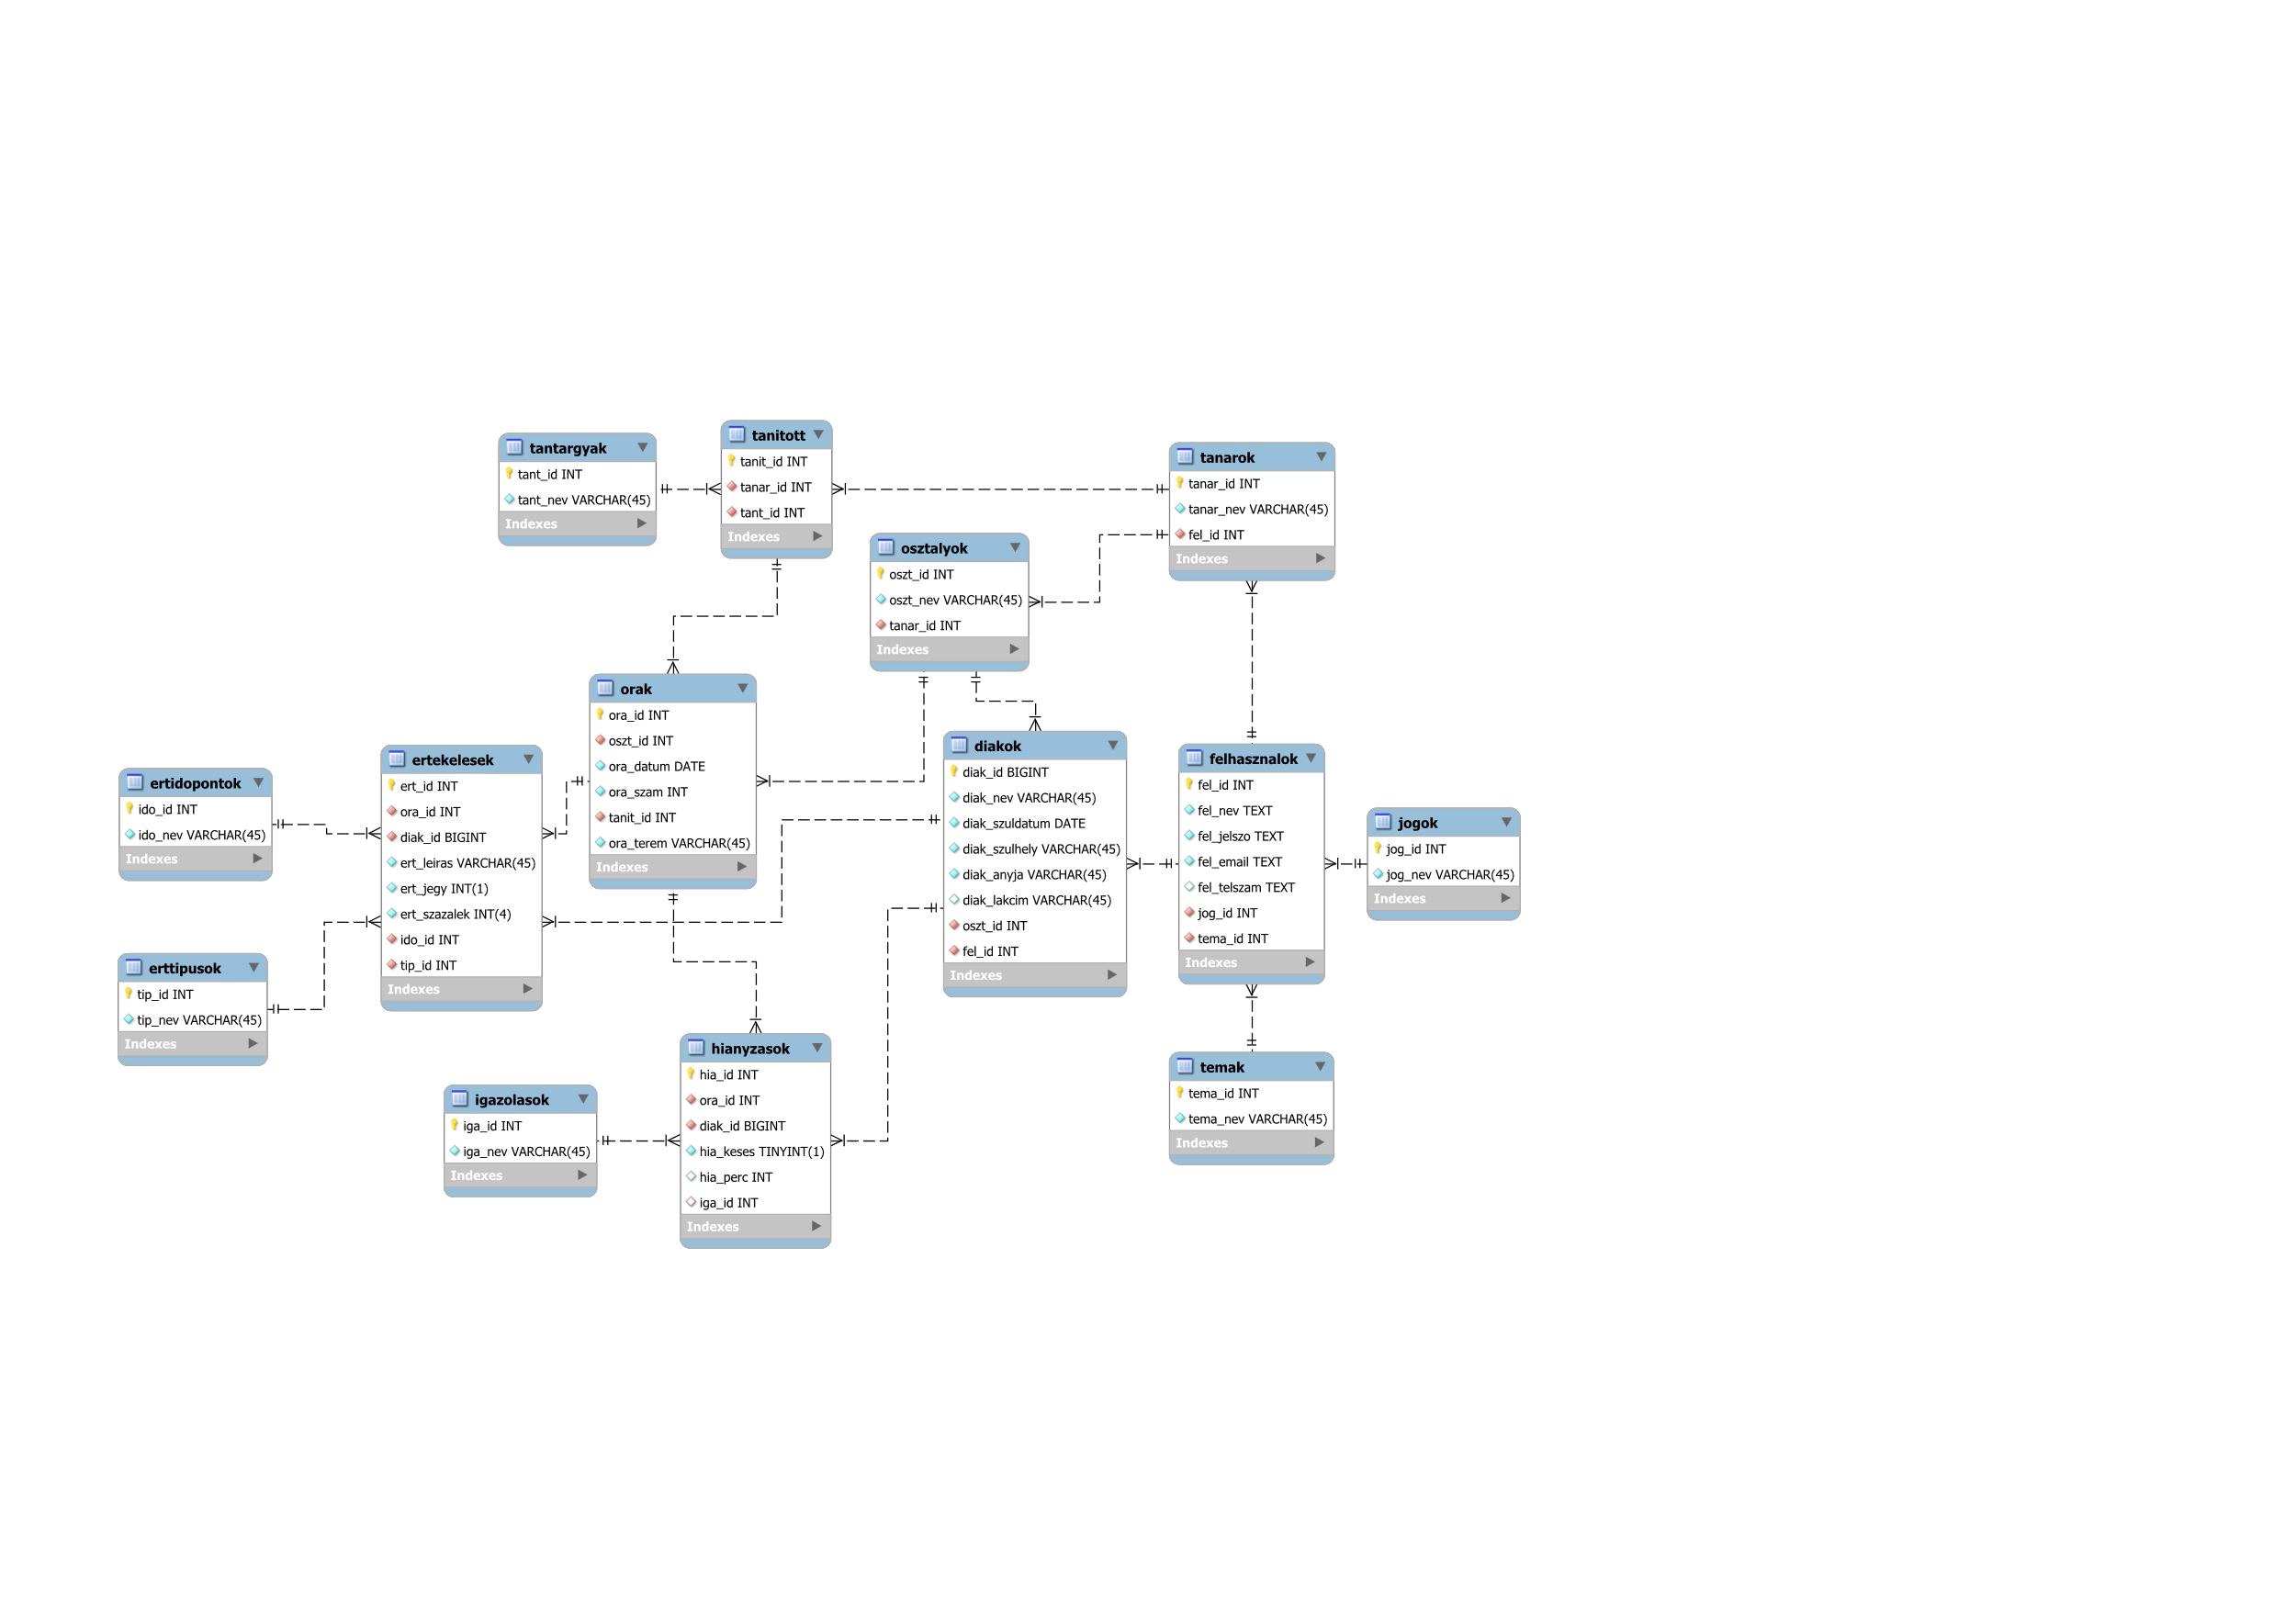 tantargyak
tant_id INT
tant_nev VARCHAR(45)
Indexes
tanitott
tanit_id INT
tanar_id INT
tant_id INT
Indexes
tanarok
tanar_id INT
tanar_nev VARCHAR(45)
fel_id INT
Indexes
osztalyok
oszt_id INT
oszt_nev VARCHAR(45)
tanar_id INT
Indexes
orak
ora_id INT
oszt_id INT
ora_datum DATE
ora_szam INT
tanit_id INT
ora_terem VARCHAR(45)
Indexes
ertidopontok
ido_id INT
ido_nev VARCHAR(45)
Indexes
ertekelesek
ert_id INT
ora_id INT
diak_id BIGINT
ert_leiras VARCHAR(45)
ert_jegy INT(1)
ert_szazalek INT(4)
ido_id INT
tip_id INT
Indexes
diakok
diak_id BIGINT
diak_nev VARCHAR(45)
diak_szuldatum DATE
diak_szulhely VARCHAR(45)
diak_anyja VARCHAR(45)
diak_lakcim VARCHAR(45)
oszt_id INT
fel_id INT
Indexes
felhasznalok
fel_id INT
fel_nev TEXT
fel_jelszo TEXT
fel_email TEXT
fel_telszam TEXT
jog_id INT
tema_id INT
Indexes
jogok
jog_id INT
jog_nev VARCHAR(45)
Indexes
erttipusok
tip_id INT
tip_nev VARCHAR(45)
Indexes
igazolasok
iga_id INT
iga_nev VARCHAR(45)
Indexes
hianyzasok
hia_id INT
ora_id INT
diak_id BIGINT
hia_keses TINYINT(1)
hia_perc INT
iga_id INT
Indexes
temak
tema_id INT
tema_nev VARCHAR(45)
Indexes